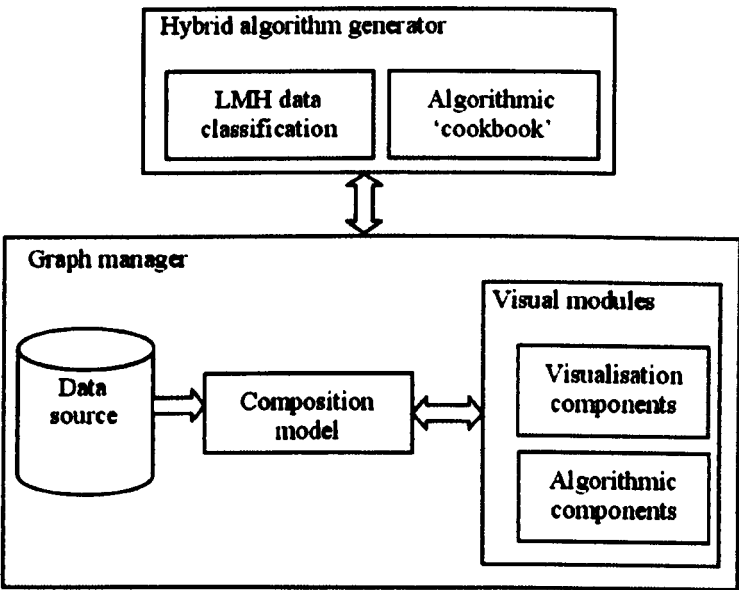 Hybrid algorithm generator
LMH data
classification
Algorithmic
‘cookbook’
Graph manager
Data
source
Composition
model
Visual modules
Visualisation
components
Algorithmic
components